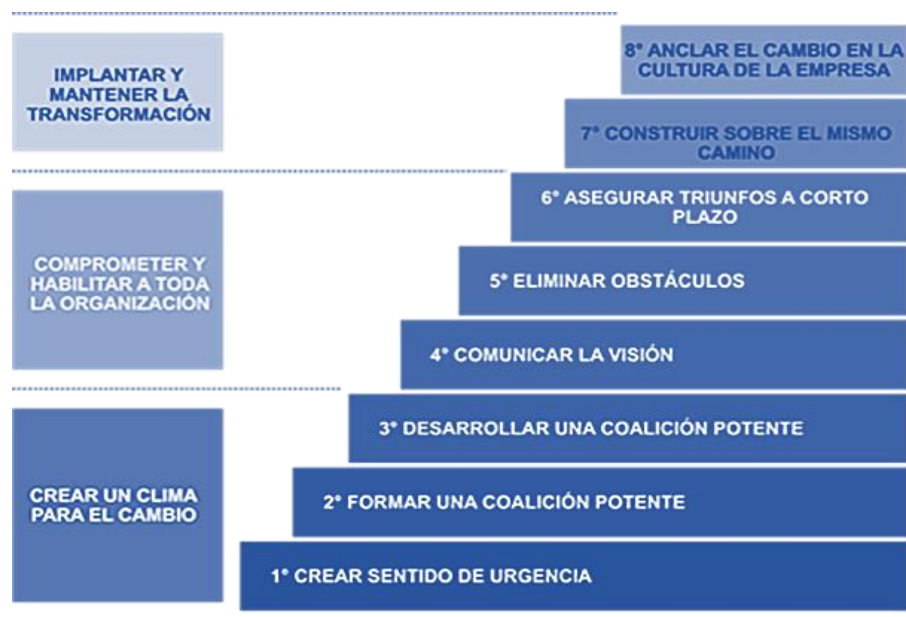 IMPLANTAR Y
MANTENER LA
TRANSFORMACIÓN
COMPROMETER Y
HABILITAR A TODA
LA ORGANIZACIÓN
CREAR UN CLIMA
PARA EL CAMBIO
8° ANCLAR EL CAMBIO EN LA
CULTURA DE LA EMPRESA
7° CONSTRUIR SOBRE EL MISMO
CAMINO
6° ASEGURAR TRIUNFOS A CORTO
PLAZO
5° ELIMINAR OBSTÁCULOS
4° COMUNICAR LA VISIÓN
3° DESARROLLAR UNA COALICIÓN POTENTE
2° FORMAR UNA COALICIÓN POTENTE
1° CREAR SENTIDO DE URGENCIA